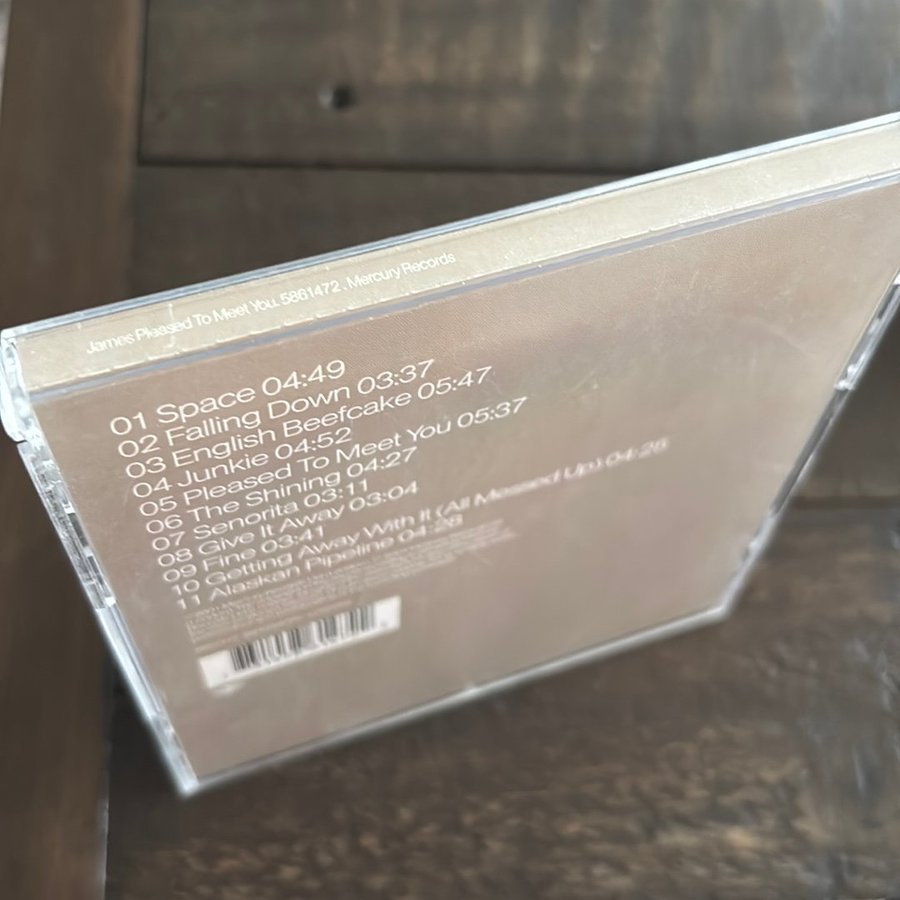 James Pleased To Meet You. 5861472 . Mercury Records
01 Space 04:49
02 Falling Down 03:37
03 English Beefcake 05:47
04 Junkie 04:52
05 Pleased To Meet You 05:37
06 The Shining 04:27
07 Senorita 03:11
08 Give It Away 03:04
09 Fine 03:41
10 Getting Away With It (All Messed Up) 04:26
11 Alaskan Pipeline 04:28